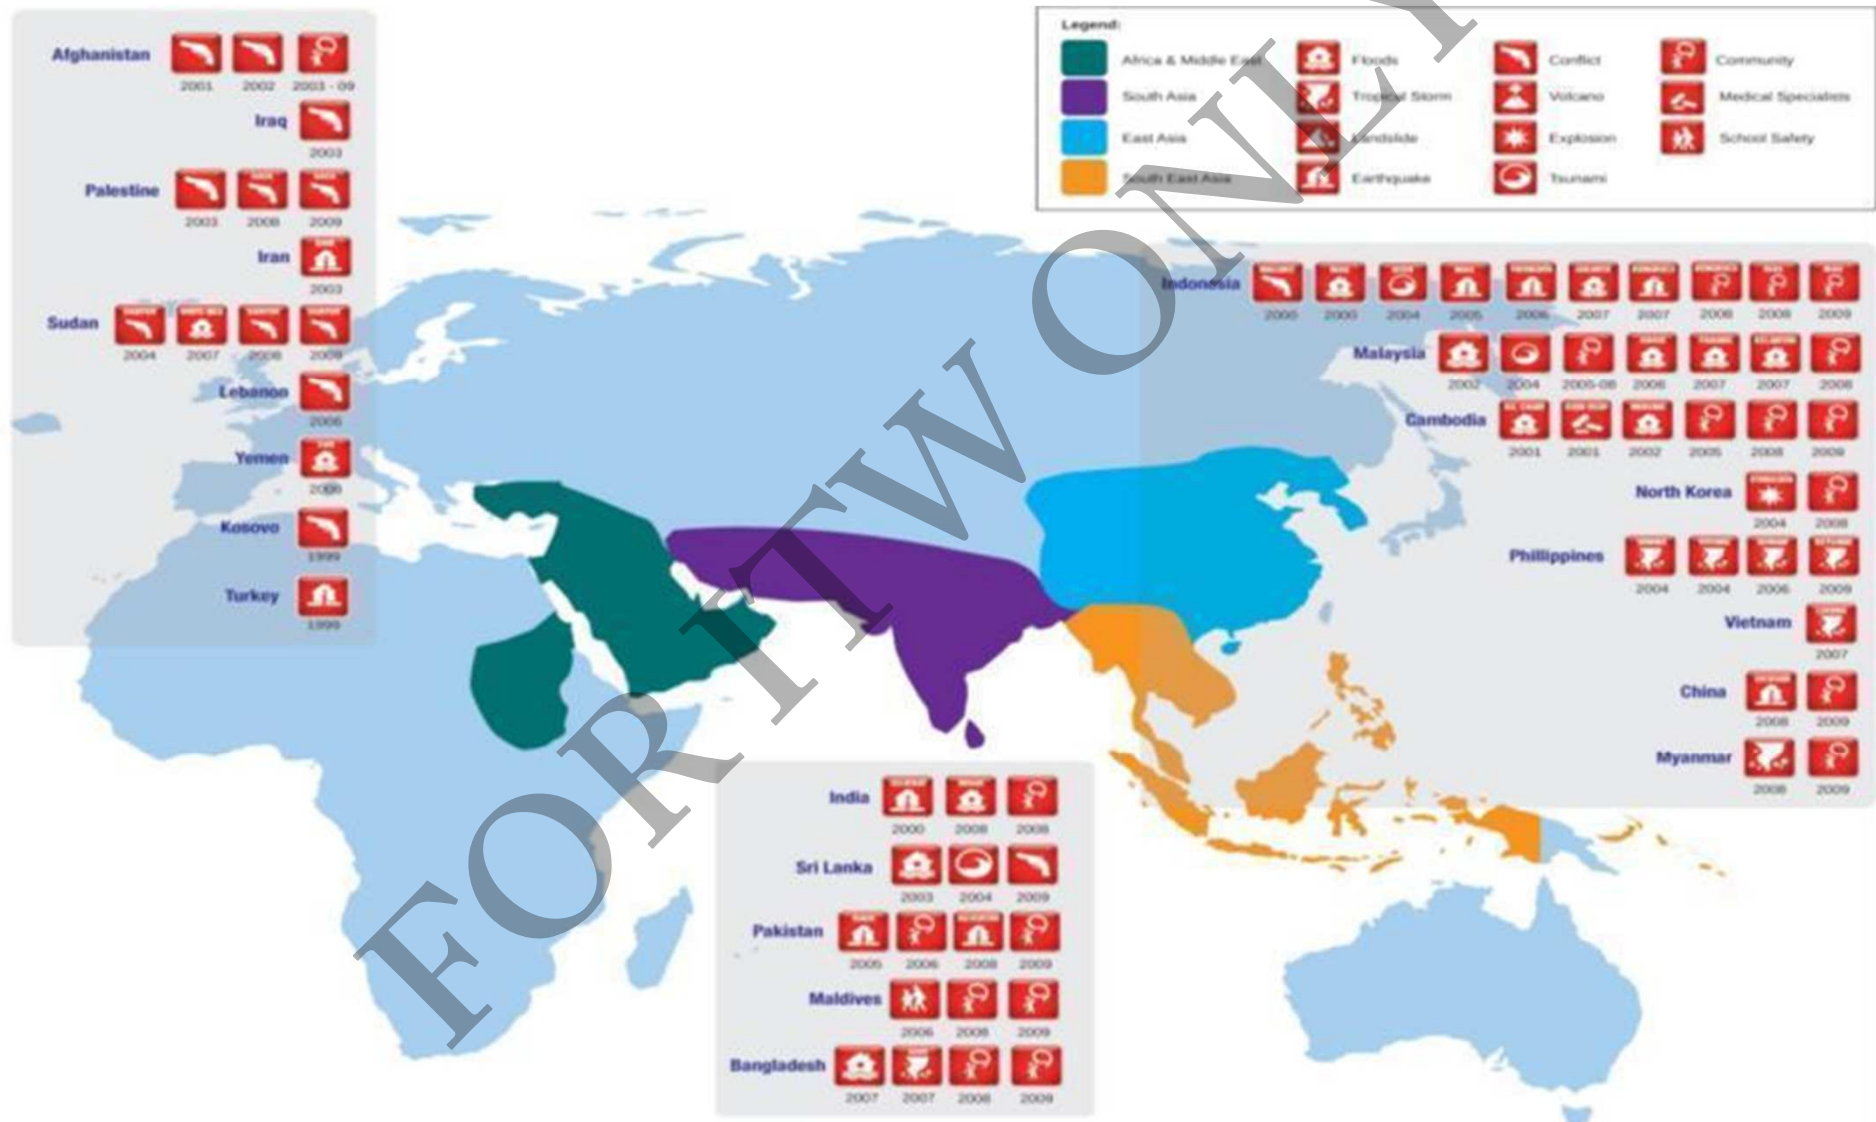 Afghanistan
2001 2002 2003 - 09
Iraq
2003
Palestine
2003 2008 2009
Iran
2003
Sudan
2004 2007 2008 2009
Lebanon
2006
Yemen
2008
Kosovo
1999
Turkey
1999
Legend:
Africa & Middle East Floods Conflict Community
South Asia Tropical Storm Volcano Medical Specialists
East Asia Landslide Explosion School Safety
South East Asia Earthquake Tsunami
Indonesia
2000 2000 2004 2005 2006 2007 2007 2008 2008 2009
Malaysia
2002 2004 2005-08 2006 2007 2007 2008
Cambodia
2001 2001 2002 2005 2008 2009
North Korea
2004 2008
Phillippines
2004 2004 2006 2009
Vietnam
2007
China
2008 2009
Myanmar
2008 2009
India
2000 2008 2008
Sri Lanka
2003 2004 2009
Pakistan
2005 2006 2008 2009
Maldives
2006 2008 2009
Bangladesh
2007 2007 2008 2009
FOR ITW ONLY